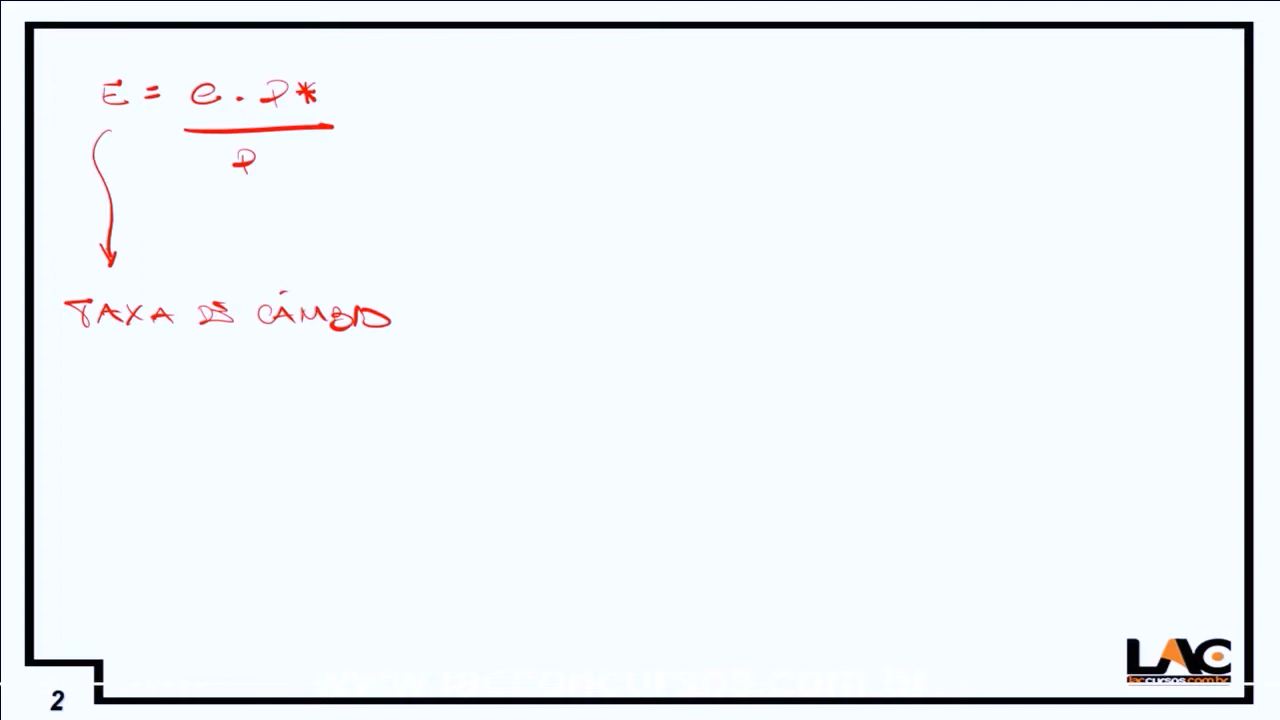 E = e . P*
P
TAXA DE CÂMBIO
LAC
laccursos.com.br
2